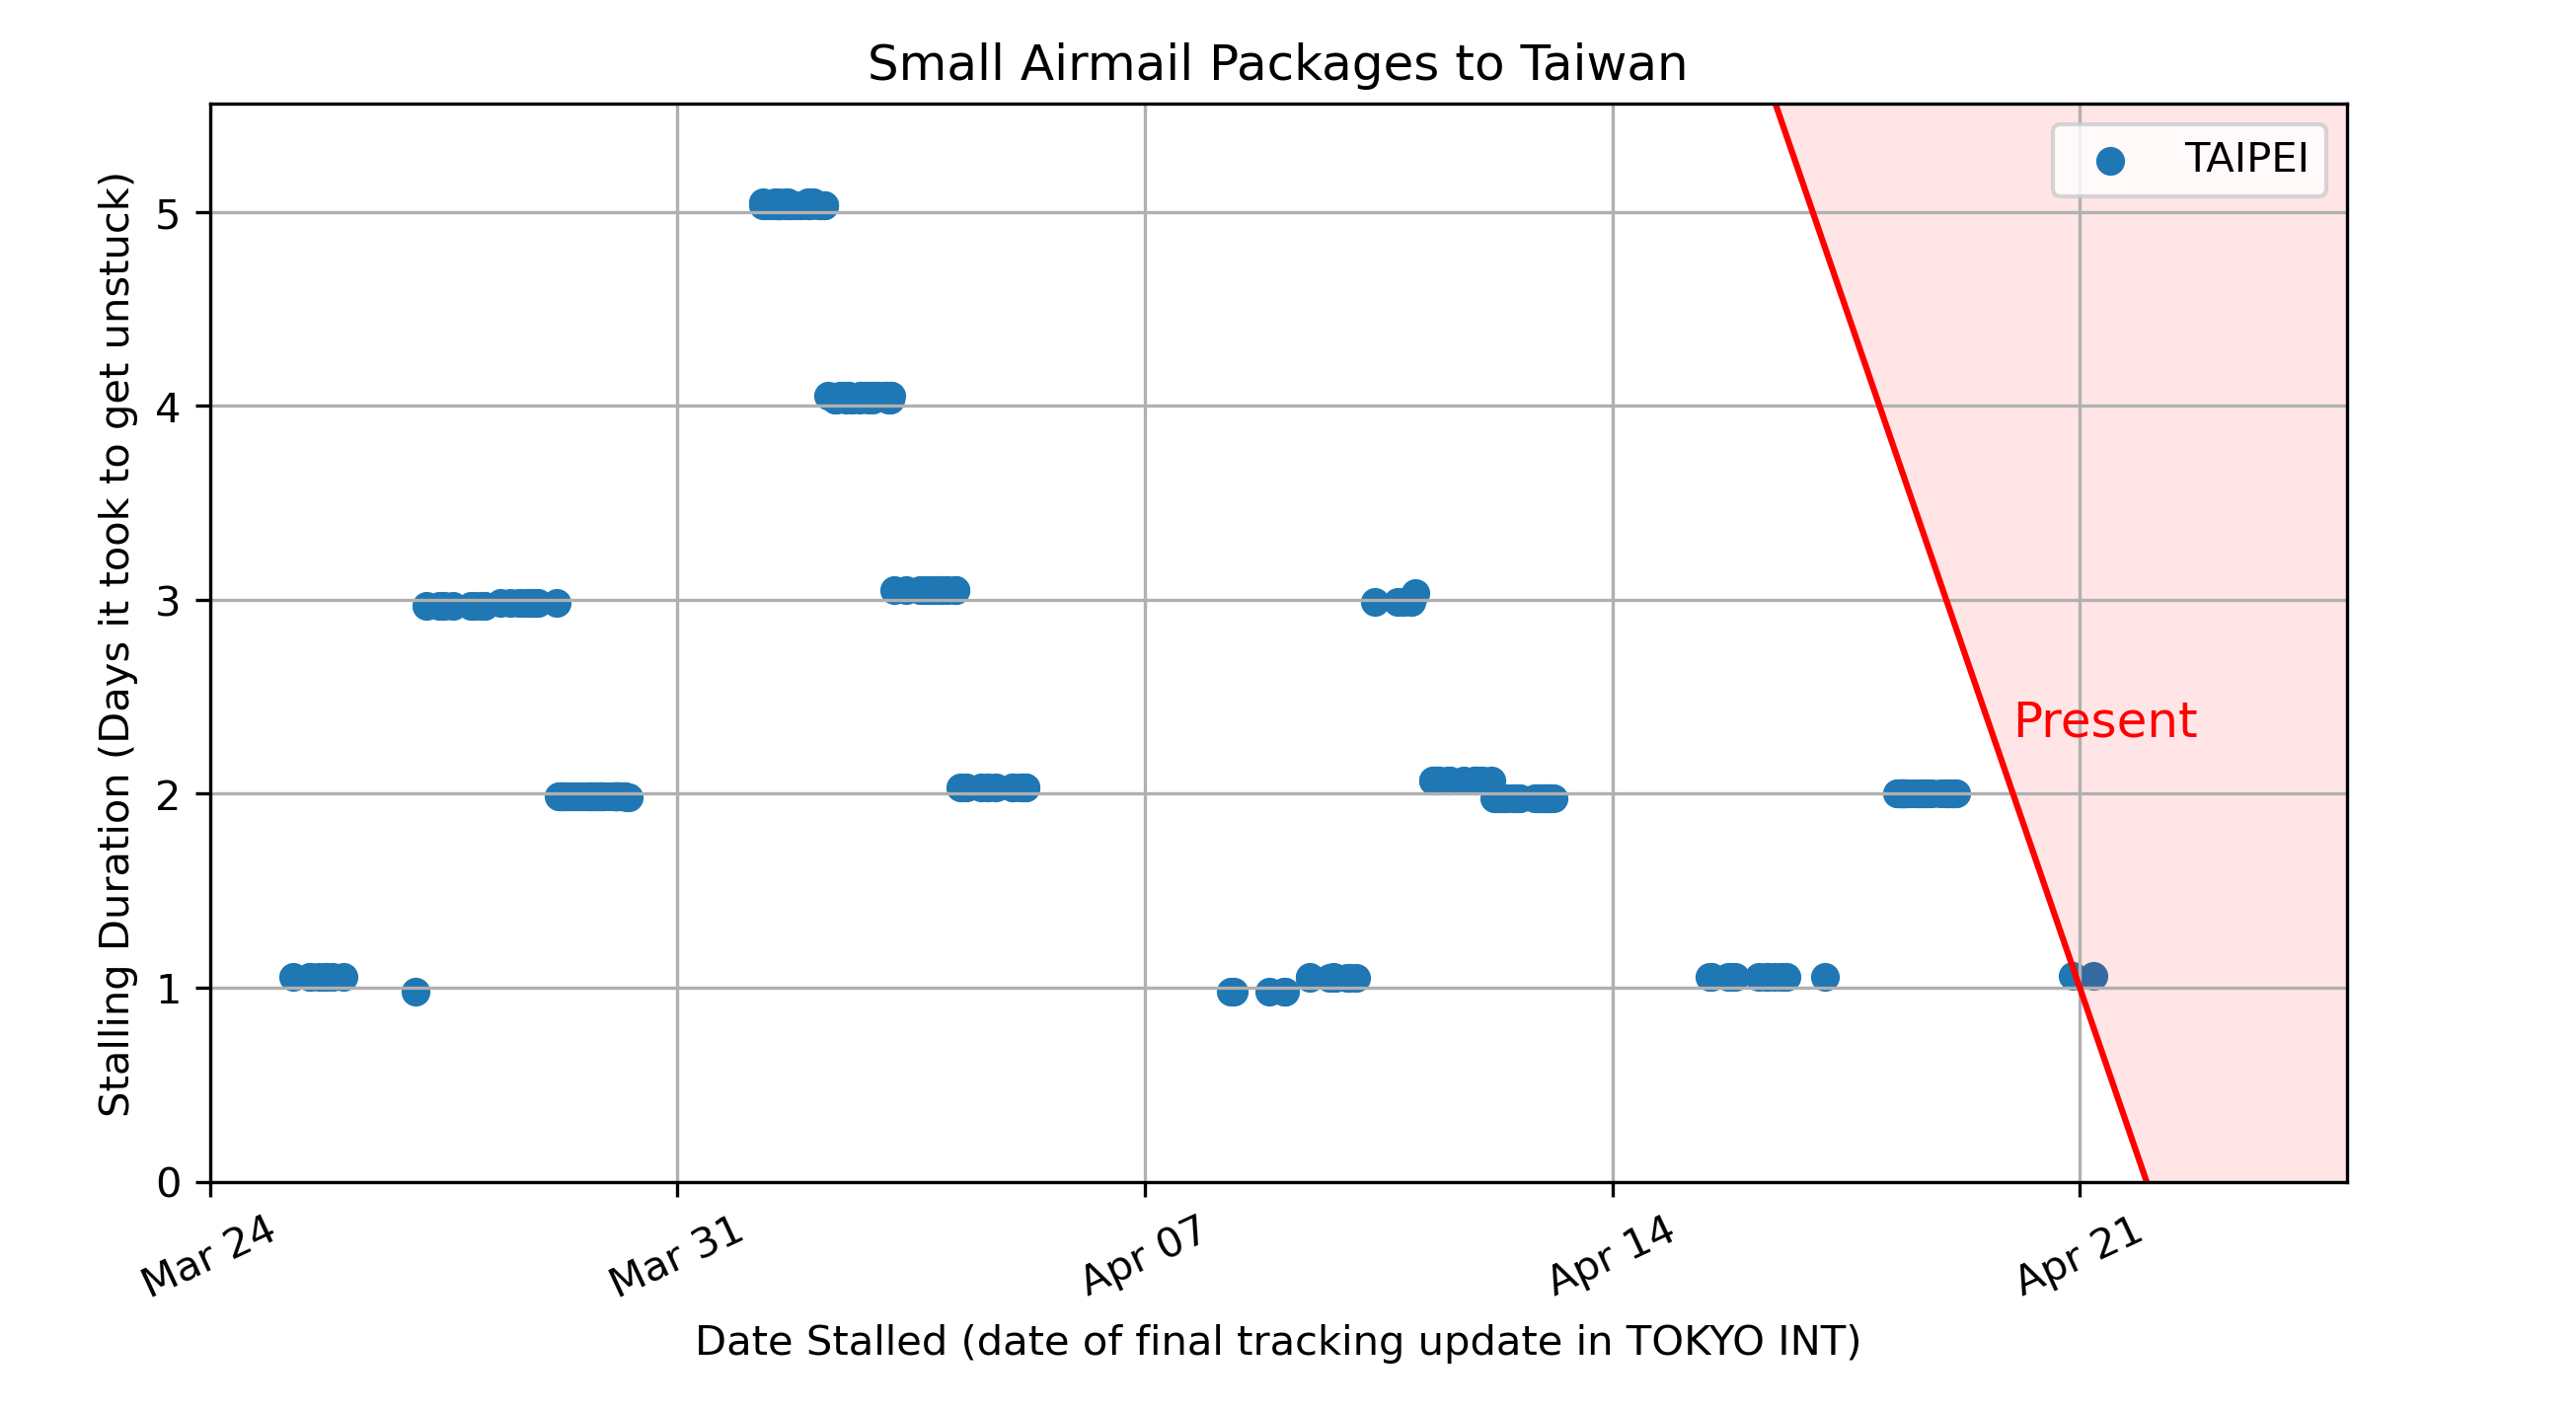 Small Airmail Packages to Taiwan
TAIPEI
Stalling Duration (Days it took to get unstuck)
5
4
3
2
1
0
Present
Mar 24
Mar 31
Apr 07
Apr 14
Apr 21
Date Stalled (date of final tracking update in TOKYO INT)